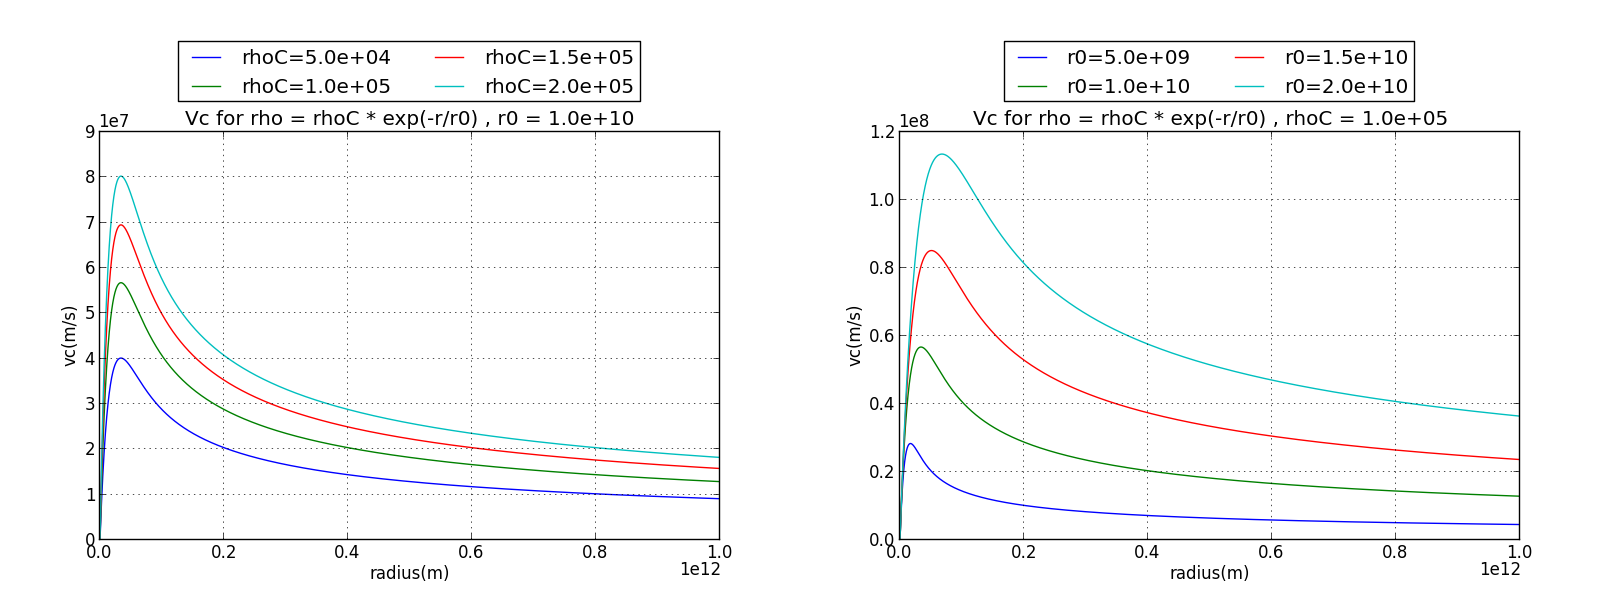 rhoC=5.0e+04 rhoC=1.5e+05
rhoC=1.0e+05 rhoC=2.0e+05
Vc for rho = rhoC * exp(-r/r0) , r0 = 1.0e+10
1e7
9
8
7
6
5
4
3
2
1
0
vc(m/s)
0.0 0.2 0.4 0.6 0.8 1.0
radius(m)
1e12
r0=5.0e+09 r0=1.5e+10
r0=1.0e+10 r0=2.0e+10
Vc for rho = rhoC * exp(-r/r0) , rhoC = 1.0e+05
1e8
1.2
1.0
0.8
0.6
0.4
0.2
0.0
vc(m/s)
0.0 0.2 0.4 0.6 0.8 1.0
radius(m)
1e12